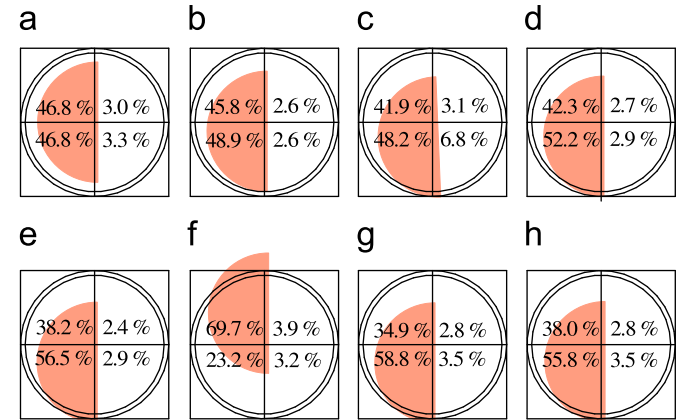 a b c d
46.8 % 3.0 % 45.8 % 2.6 % 41.9 % 3.1 % 42.3 % 2.7 %
46.8 % 3.3 % 48.9 % 2.6 % 48.2 % 6.8 % 52.2 % 2.9 %
e f g h
38.2 % 2.4 % 69.7 % 3.9 % 34.9 % 2.8 % 38.0 % 2.8 %
56.5 % 2.9 % 23.2 % 3.2 % 58.8 % 3.5 % 55.8 % 3.5 %